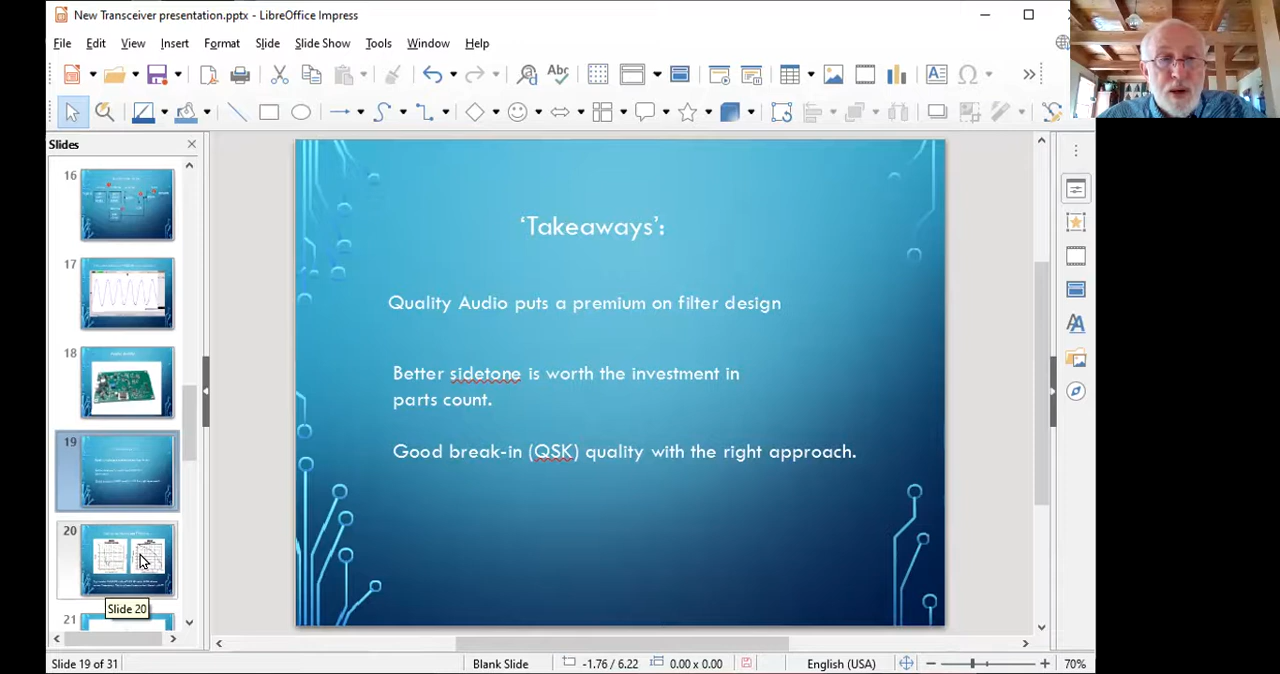 New Transceiver presentation.pptx - LibreOffice Impress
File Edit View Insert Format Slide Slide Show Tools Window Help
Abc
Slides
16
17
18
19
20
Slide 20
21
‘Takeaways’:
Quality Audio puts a premium on filter design
Better sidetone is worth the investment in
parts count.
Good break-in (QSK) quality with the right approach.
Slide 19 of 31
Blank Slide
-1.76 / 6.22
0.00 x 0.00
English (USA)
70%